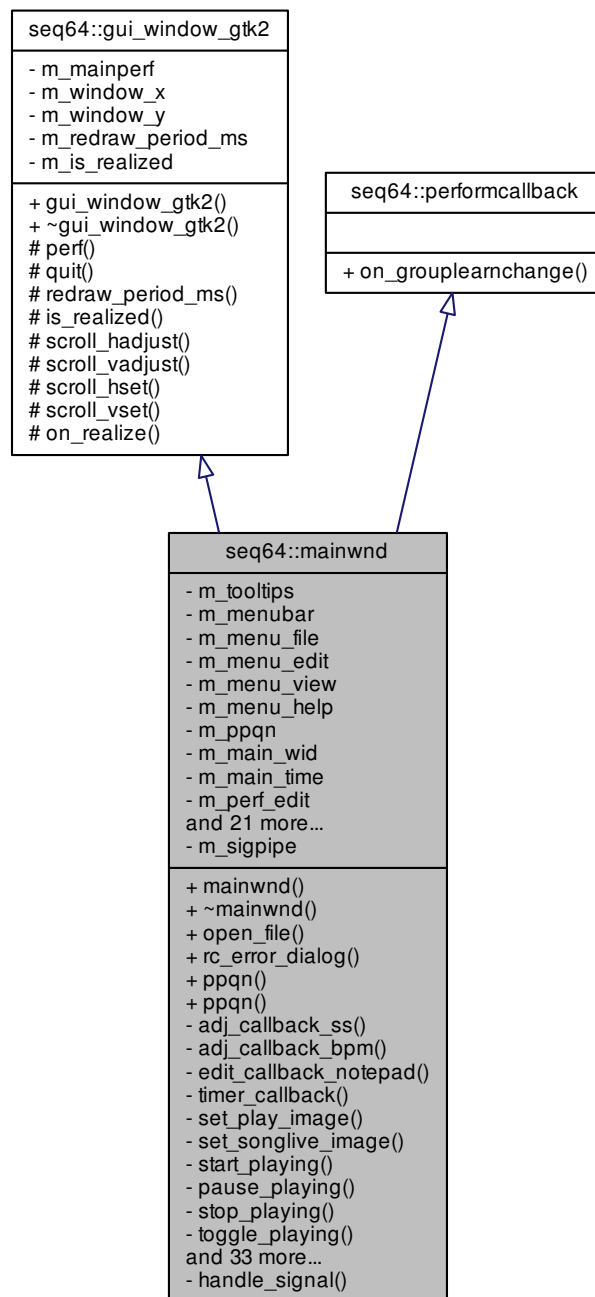 seq64::gui_window_gtk2
- m_mainperf
- m_window_x
- m_window_y
- m_redraw_period_ms
- m_is_realized
+ gui_window_gtk2()
+ ~gui_window_gtk2()
# perf()
# quit()
# redraw_period_ms()
# is_realized()
# scroll_hadjust()
# scroll_vadjust()
# scroll_hset()
# scroll_vset()
# on_realize()
seq64::performcallback
+ on_grouplearnchange()
seq64::mainwnd
- m_tooltips
- m_menubar
- m_menu_file
- m_menu_edit
- m_menu_view
- m_menu_help
- m_ppqn
- m_main_wid
- m_main_time
- m_perf_edit
and 21 more...
- m_sigpipe
+ mainwnd()
+ ~mainwnd()
+ open_file()
+ rc_error_dialog()
+ ppqn()
+ ppqn()
- adj_callback_ss()
- adj_callback_bpm()
- edit_callback_notepad()
- timer_callback()
- set_play_image()
- set_songlive_image()
- start_playing()
- pause_playing()
- stop_playing()
- toggle_playing()
and 33 more...
- handle_signal()